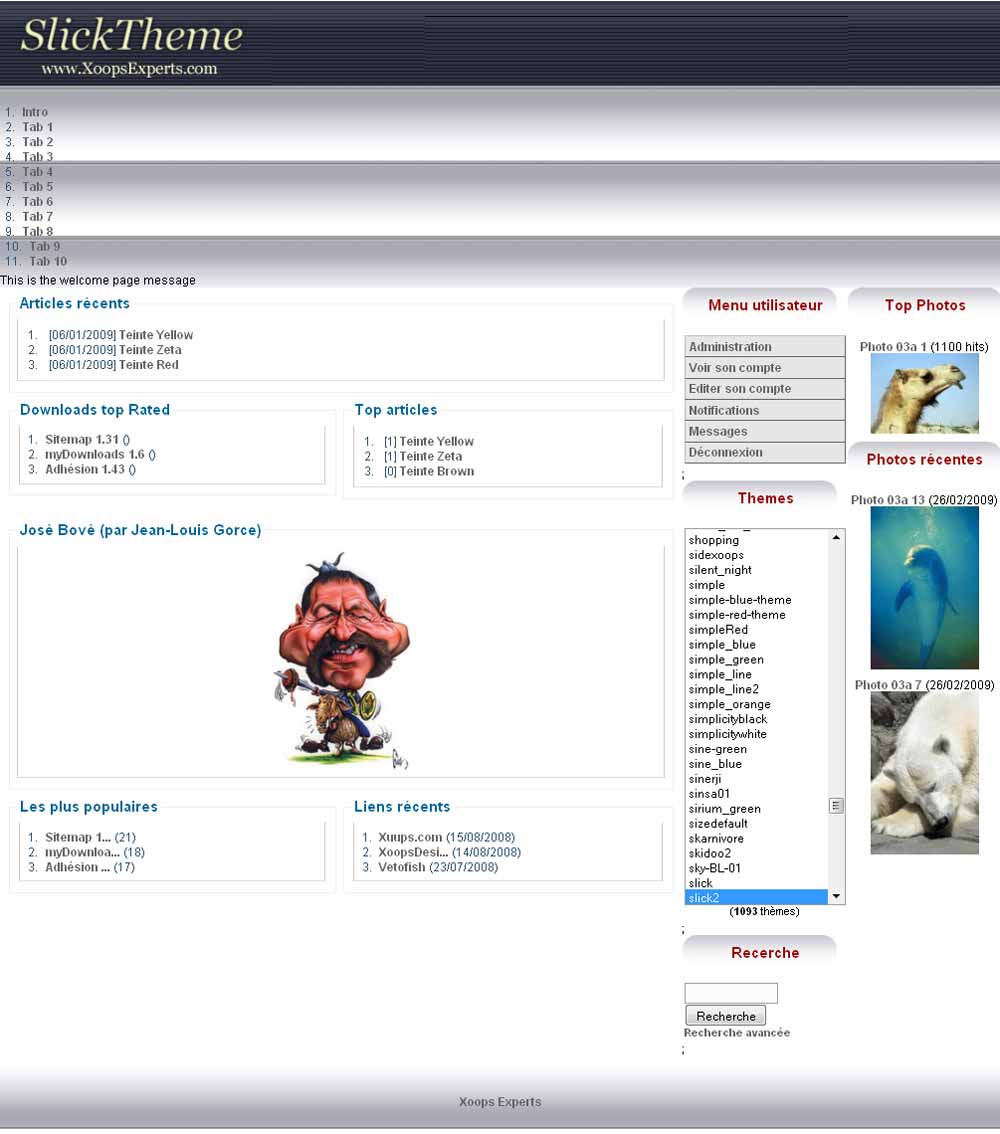 SlickTheme
www.XoopsExperts.com
1. Intro
2. Tab 1
3. Tab 2
4. Tab 3
5. Tab 4
6. Tab 5
7. Tab 6
8. Tab 7
9. Tab 8
10. Tab 9
11. Tab 10
This is the welcome page message
Articles récents
1. [06/01/2009] Teinte Yellow
2. [06/01/2009] Teinte Zeta
3. [06/01/2009] Teinte Red
Downloads top Rated
1. Sitemap 1.31 ()
2. myDownloads 1.6 ()
3. Adhésion 1.43 ()
Top articles
1. [1] Teinte Yellow
2. [1] Teinte Zeta
3. [0] Teinte Brown
José Bové (par Jean-Louis Gorce)
Les plus populaires
1. Sitemap 1... (21)
2. myDownloa... (18)
3. Adhésion ... (17)
Liens récents
1. Xuups.com (15/08/2008)
2. XoopsDesi... (14/08/2008)
3. Vetofish (23/07/2008)
Menu utilisateur
Administration
Voir son compte
Editer son compte
Notifications
Messages
Déconnexion
;
Themes
shopping
sidexoops
silent_night
simple
simple-blue-theme
simple-red-theme
simpleRed
simple_blue
simple_green
simple_line
simple_line2
simple_orange
simplicityblack
simplicitywhite
sine-green
sine_blue
sinerji
sinsa01
sirium_green
sizedefault
skarnivore
skidoo2
sky-BL-01
slick
slick2
(1093 thèmes)
;
Recerche
Recherche
Recherche avancée
;
Top Photos
Photo 03a 1 (1100 hits)
Photos récentes
Photo 03a 13 (26/02/2009)
Photo 03a 7 (26/02/2009)
Xoops Experts